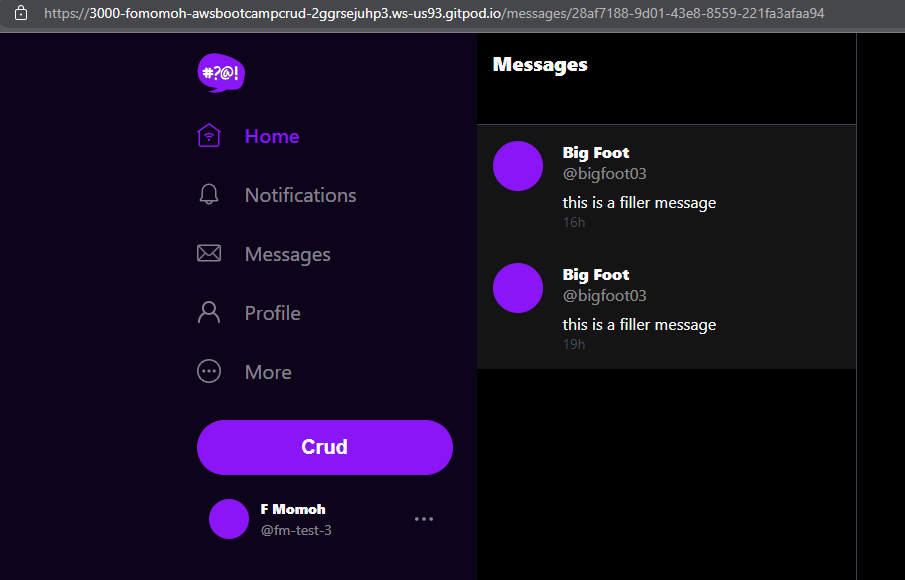 https://3000-fomomoh-awsbootcampcrud-2ggrsejuhp3.ws-us93.gitpod.io/messages/28af7188-9d01-43e8-8559-221fa3afaa94
#?@!
Home
Notifications
Messages
Profile
More
Crud
F Momoh
@fm-test-3
Messages
Big Foot
@bigfoot03
this is a filler message
16h
Big Foot
@bigfoot03
this is a filler message
19h